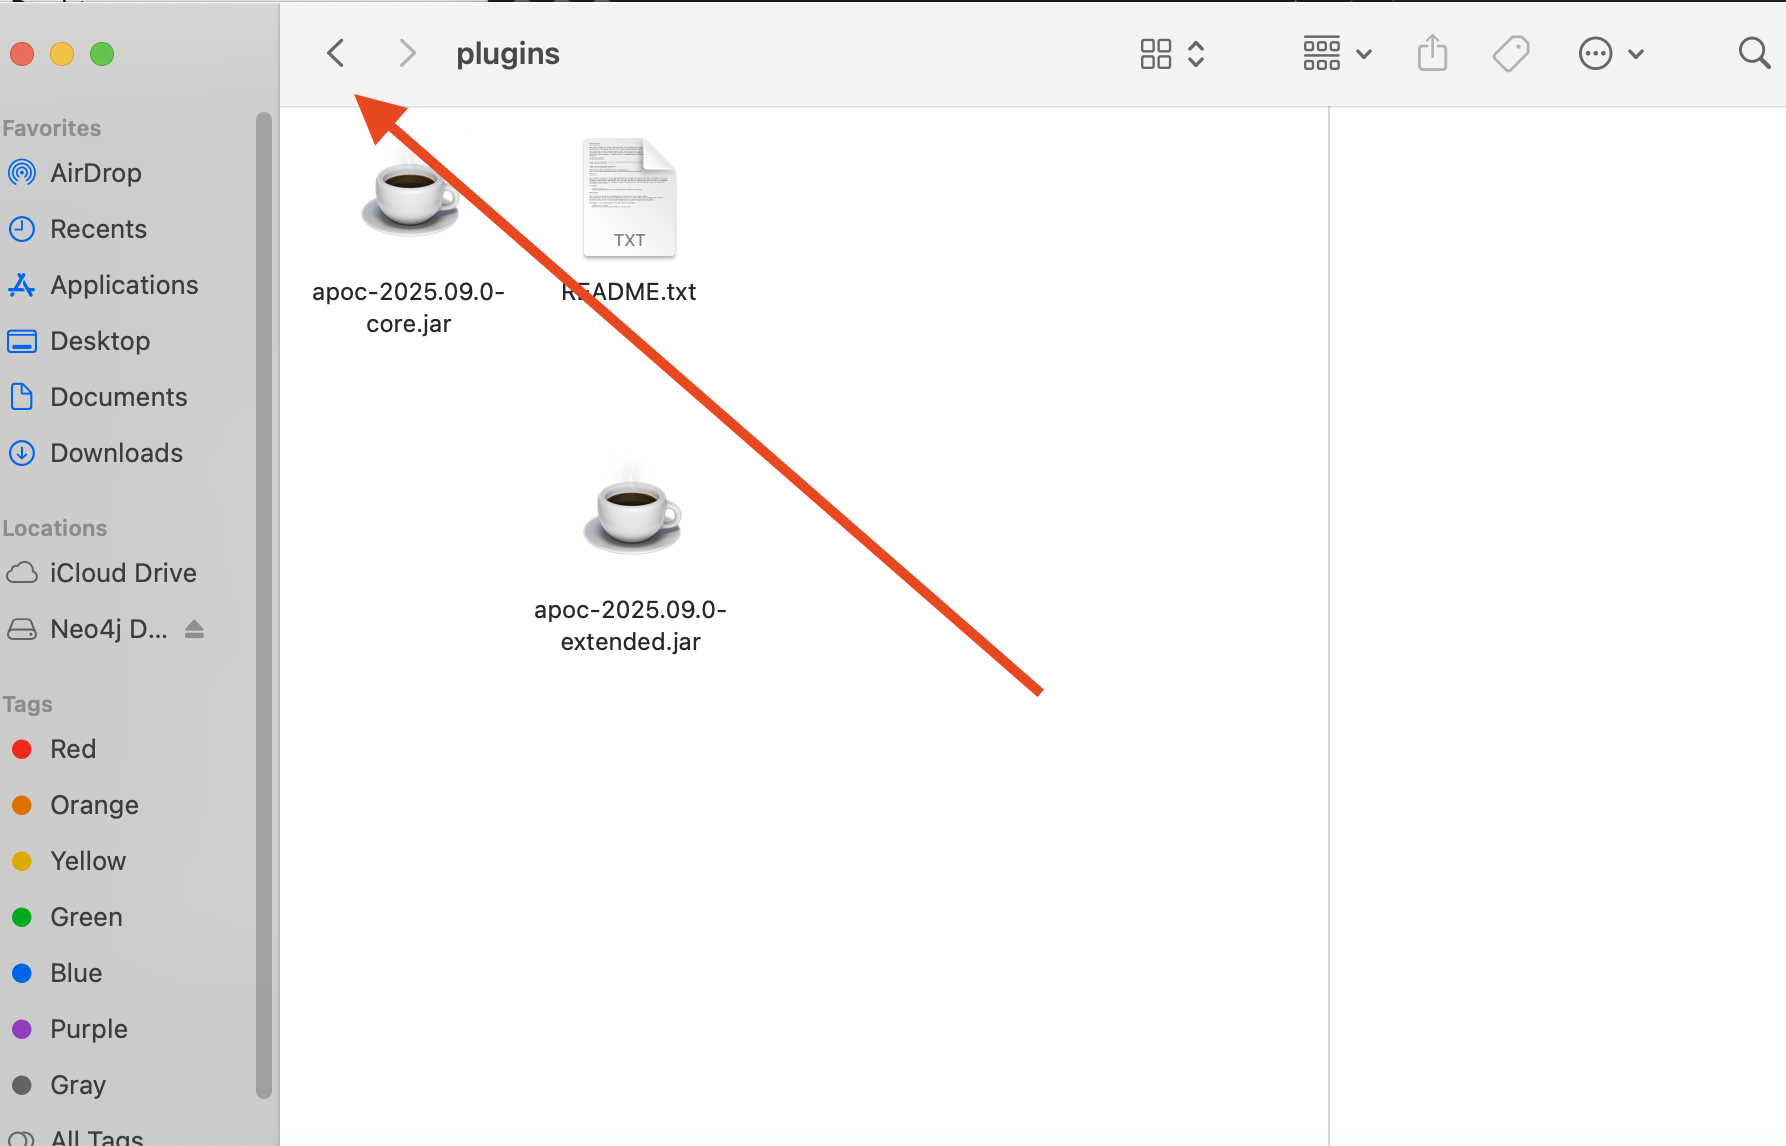 plugins
Favorites
AirDrop
Recents
Applications
Desktop
Documents
Downloads
Locations
iCloud Drive
Neo4j D...
Tags
Red
Orange
Yellow
Green
Blue
Purple
Gray
All Tags
apoc-2025.09.0-
core.jar
TXT
README.txt
apoc-2025.09.0-
extended.jar